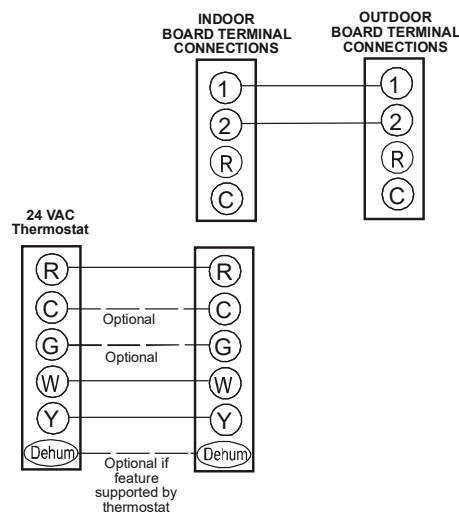 INDOOR
BOARD TERMINAL
CONNECTIONS
OUTDOOR
BOARD TERMINAL
CONNECTIONS
1 1
2 2
R R
C C
24 VAC
Thermostat
R R
C Optional C
G Optional G
W W
Y Y
Dehum Dehum
Optional if
feature
supported by
thermostat